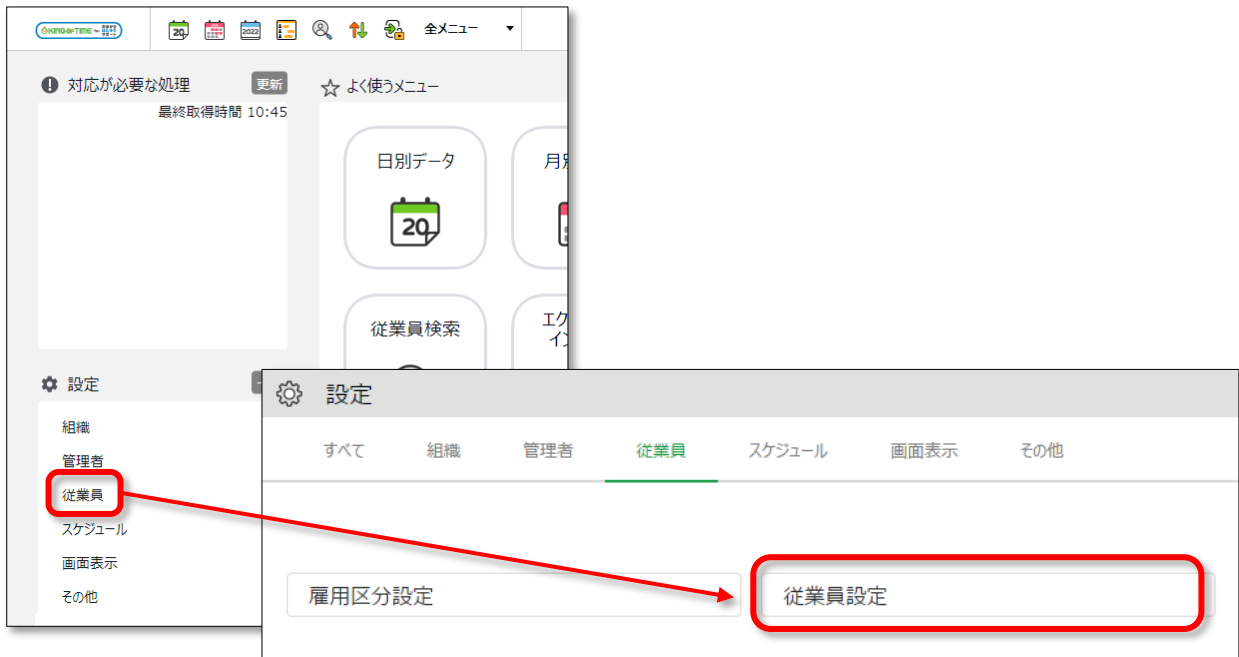 KING OF TIME
20
2022
全メニュー
対応が必要な処理
更新
最終取得時間 10:45
よく使うメニュー
日別データ
20
従業員検索
設定
組織
管理者
従業員
スケジュール
画面表示
その他
設定
すべて
組織
管理者
従業員
スケジュール
画面表示
その他
雇用区分設定
従業員設定